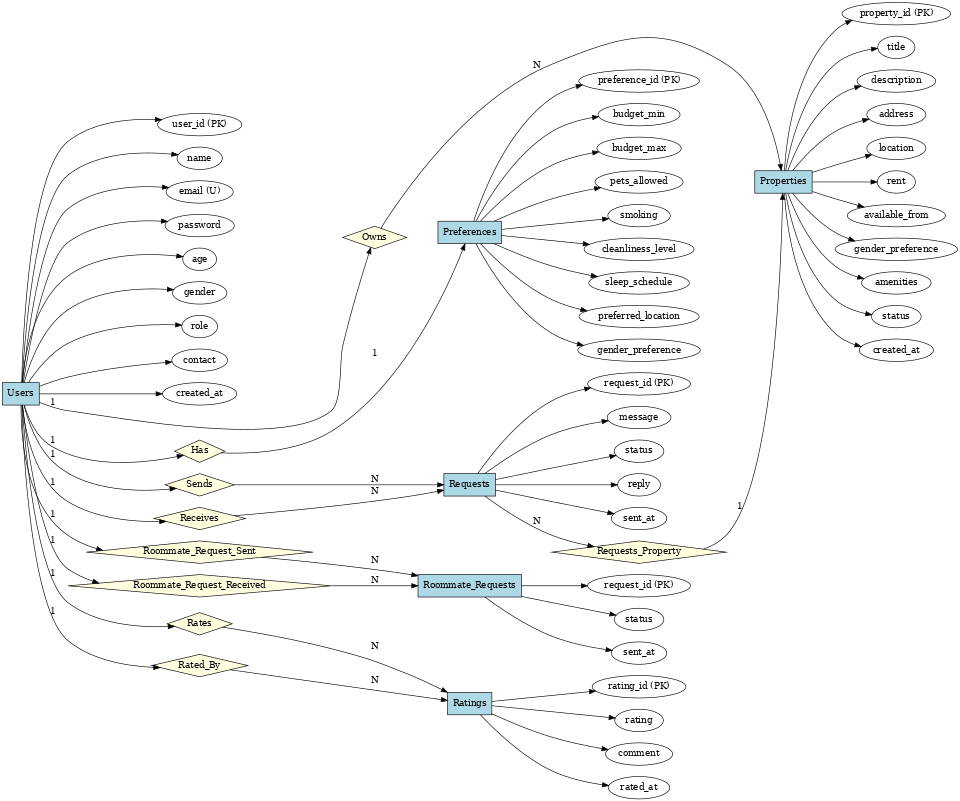 Users
user_id (PK)
name
email (U)
password
age
gender
role
contact
created_at
1
1
1
1
1
1
1
1
Owns
Has
Sends
Receives
Roommate_Request_Sent
Roommate_Request_Received
Rates
Rated_By
N
1
N
N
N
N
N
N
Preferences
preference_id (PK)
budget_min
budget_max
pets_allowed
smoking
cleanliness_level
sleep_schedule
preferred_location
gender_preference
Requests
request_id (PK)
message
status
reply
sent_at
N
Requests_Property
1
Roommate_Requests
request_id (PK)
status
sent_at
Ratings
rating_id (PK)
rating
comment
rated_at
Properties
property_id (PK)
title
description
address
location
rent
available_from
gender_preference
amenities
status
created_at